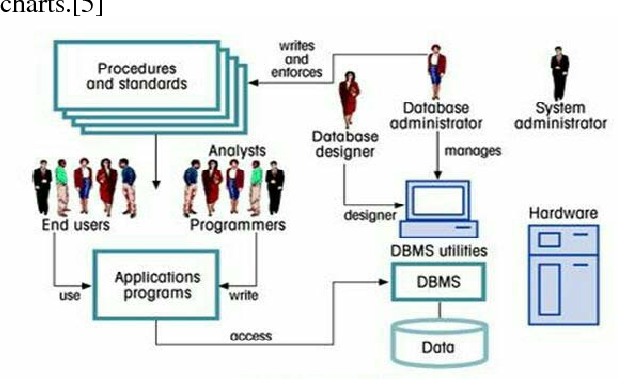 charts.[5]
writes
and
enforces
Procedures
and standards
Database
administrator
System
administrator
Database
designer
Analysts
manages
End users
Programmers
designer
Hardware
DBMS utilities
Applications
programs
DBMS
use
write
access
Data